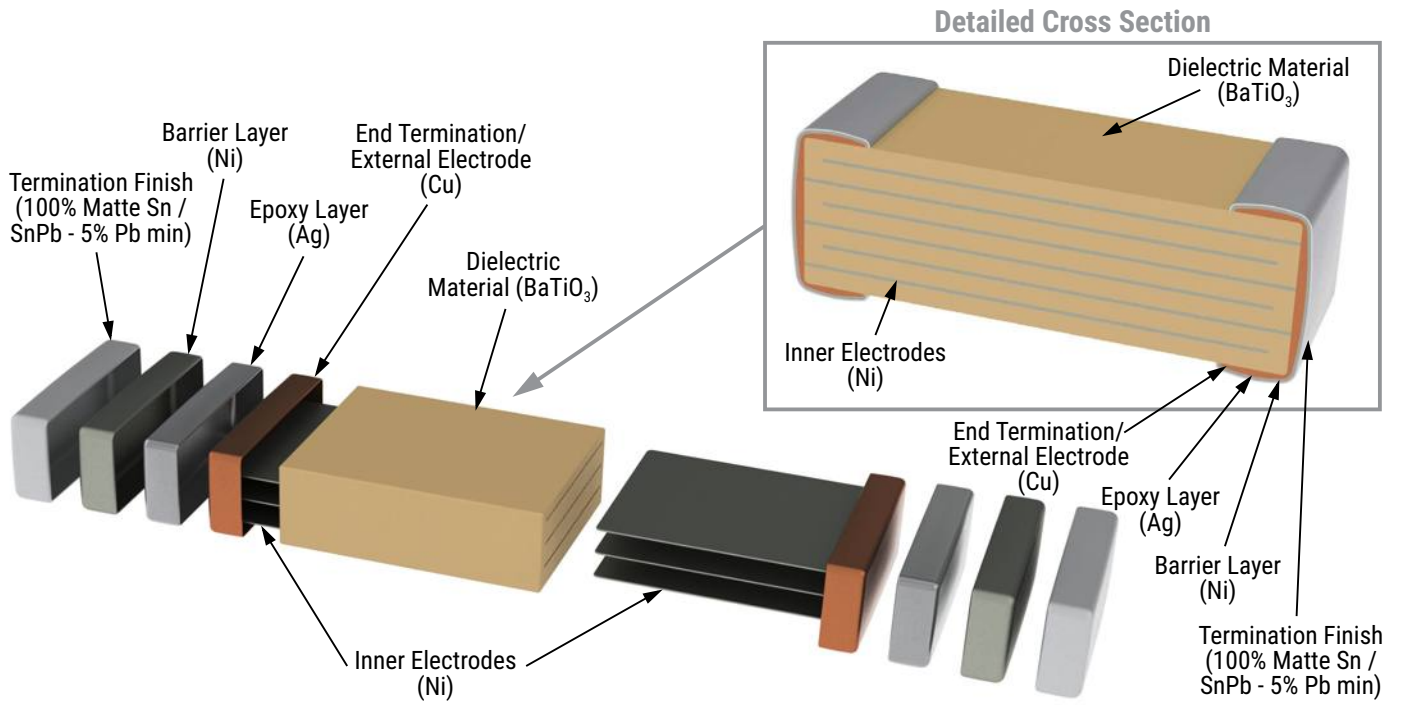 Detailed Cross Section
Dielectric Material
(BaTiO₃)
Barrier Layer
(Ni)
End Termination/
External Electrode
(Cu)
Termination Finish
(100% Matte Sn /
SnPb - 5% Pb min)
Epoxy Layer
(Ag)
Dielectric
Material (BaTiO₃)
Inner Electrodes
(Ni)
End Termination/
External Electrode
(Cu)
Epoxy Layer
(Ag)
Barrier Layer
(Ni)
Termination Finish
(100% Matte Sn /
SnPb - 5% Pb min)
Inner Electrodes
(Ni)